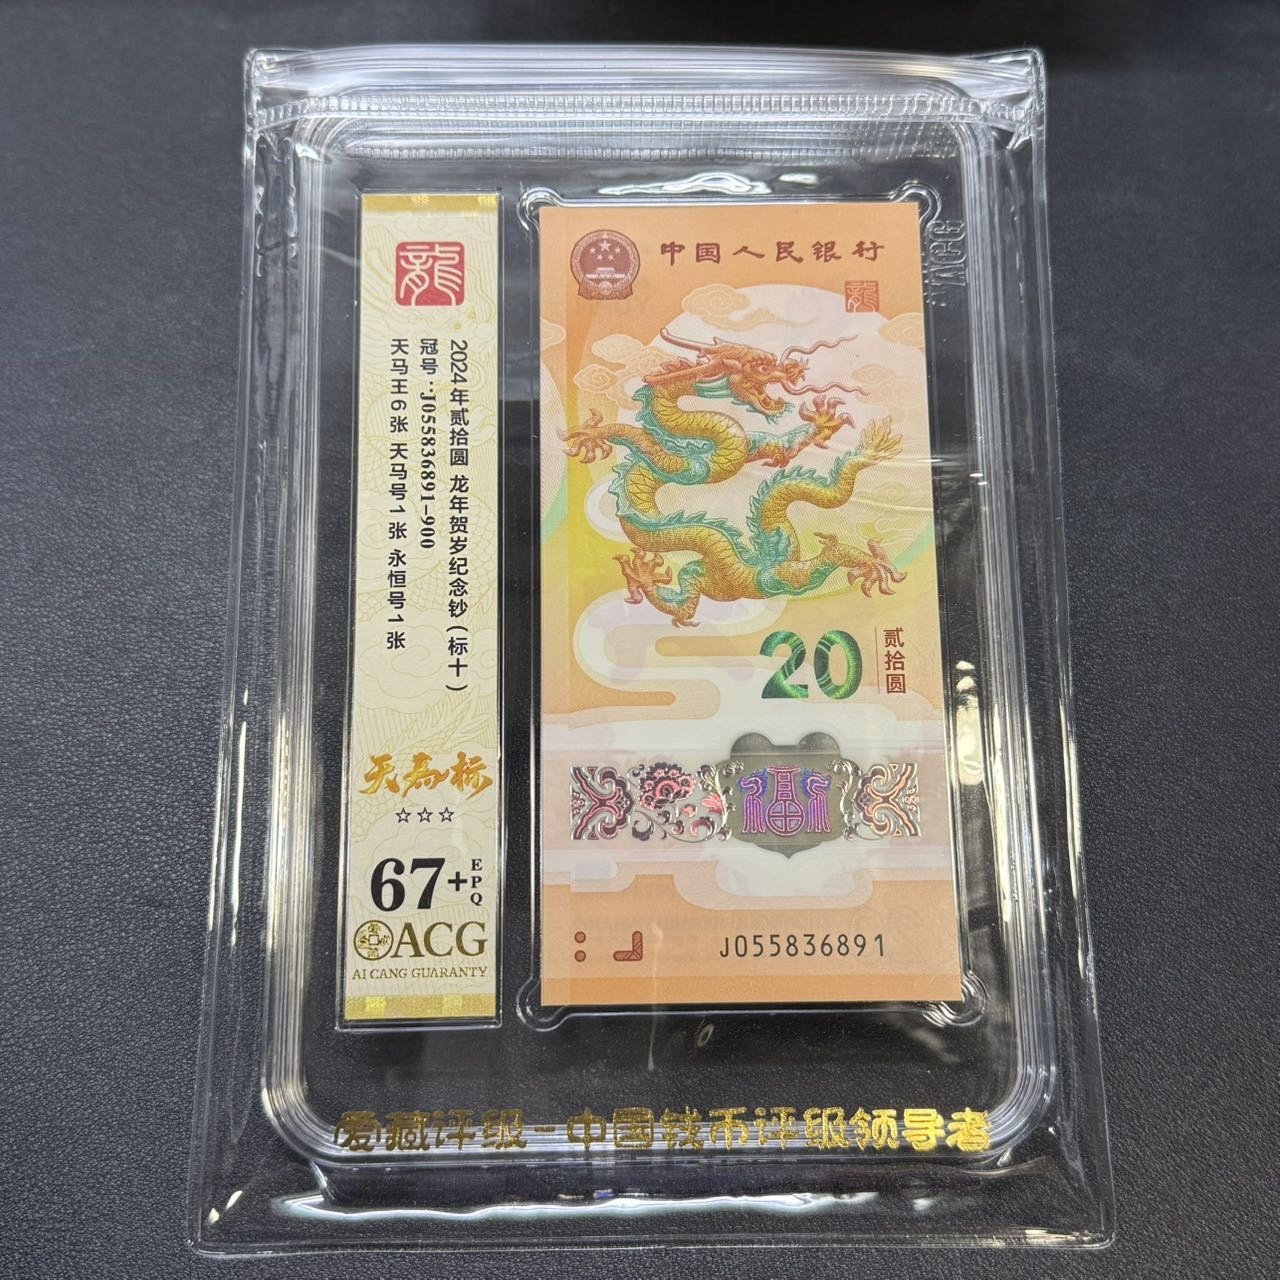 龍
2024年贰拾圆 龙年贺岁纪念钞(标十)
冠号:J055836891-900
天马王6张 天马号1张 永恒号1张
天马标
☆☆☆
67+
EPQ
ACG
AI CANG GUARANTY
中国人民银行
龍
20
贰拾圆
福
J055836891
爱藏评级-中国钱币评级领导者